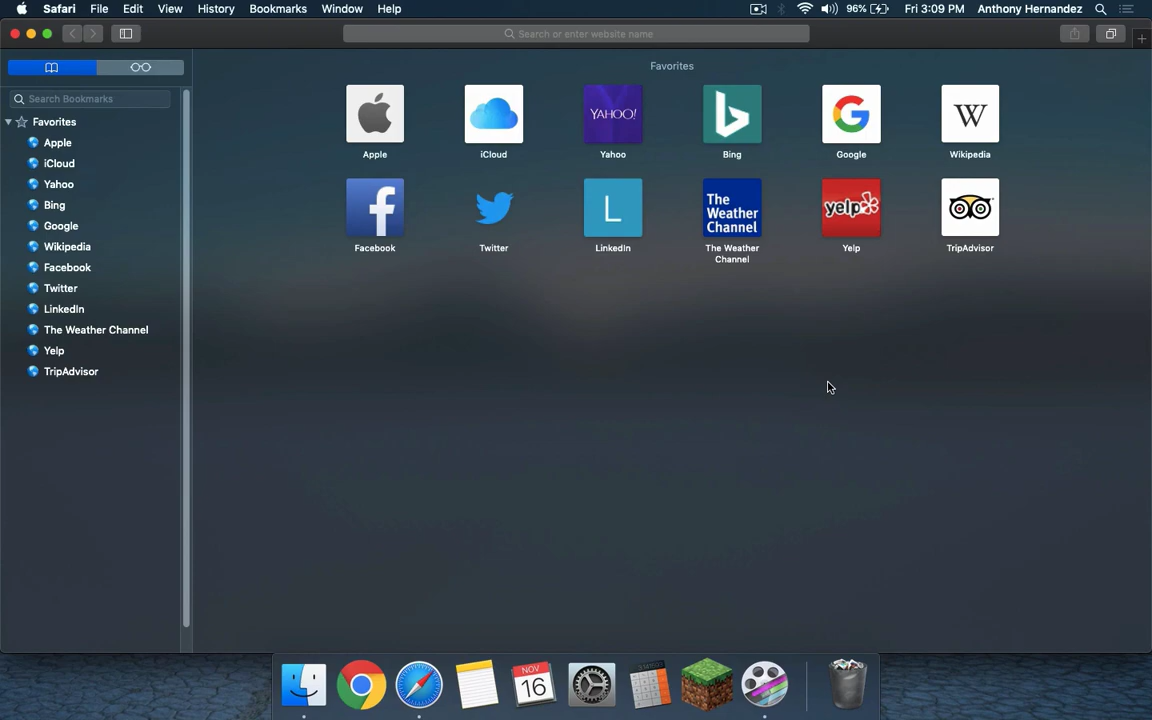 Safari File Edit View History Bookmarks Window Help 96% Fri 3:09 PM Anthony Hernandez
Search or enter website name
Search Bookmarks
Favorites
Apple
iCloud
Yahoo
Bing
Google
Wikipedia
Facebook
Twitter
LinkedIn
The Weather Channel
Yelp
TripAdvisor
Favorites
YAHOO! W
Apple iCloud Yahoo Bing Google Wikipedia
f L The Weather Channel yelp
Facebook Twitter LinkedIn The Weather Channel Yelp TripAdvisor
NOV
16